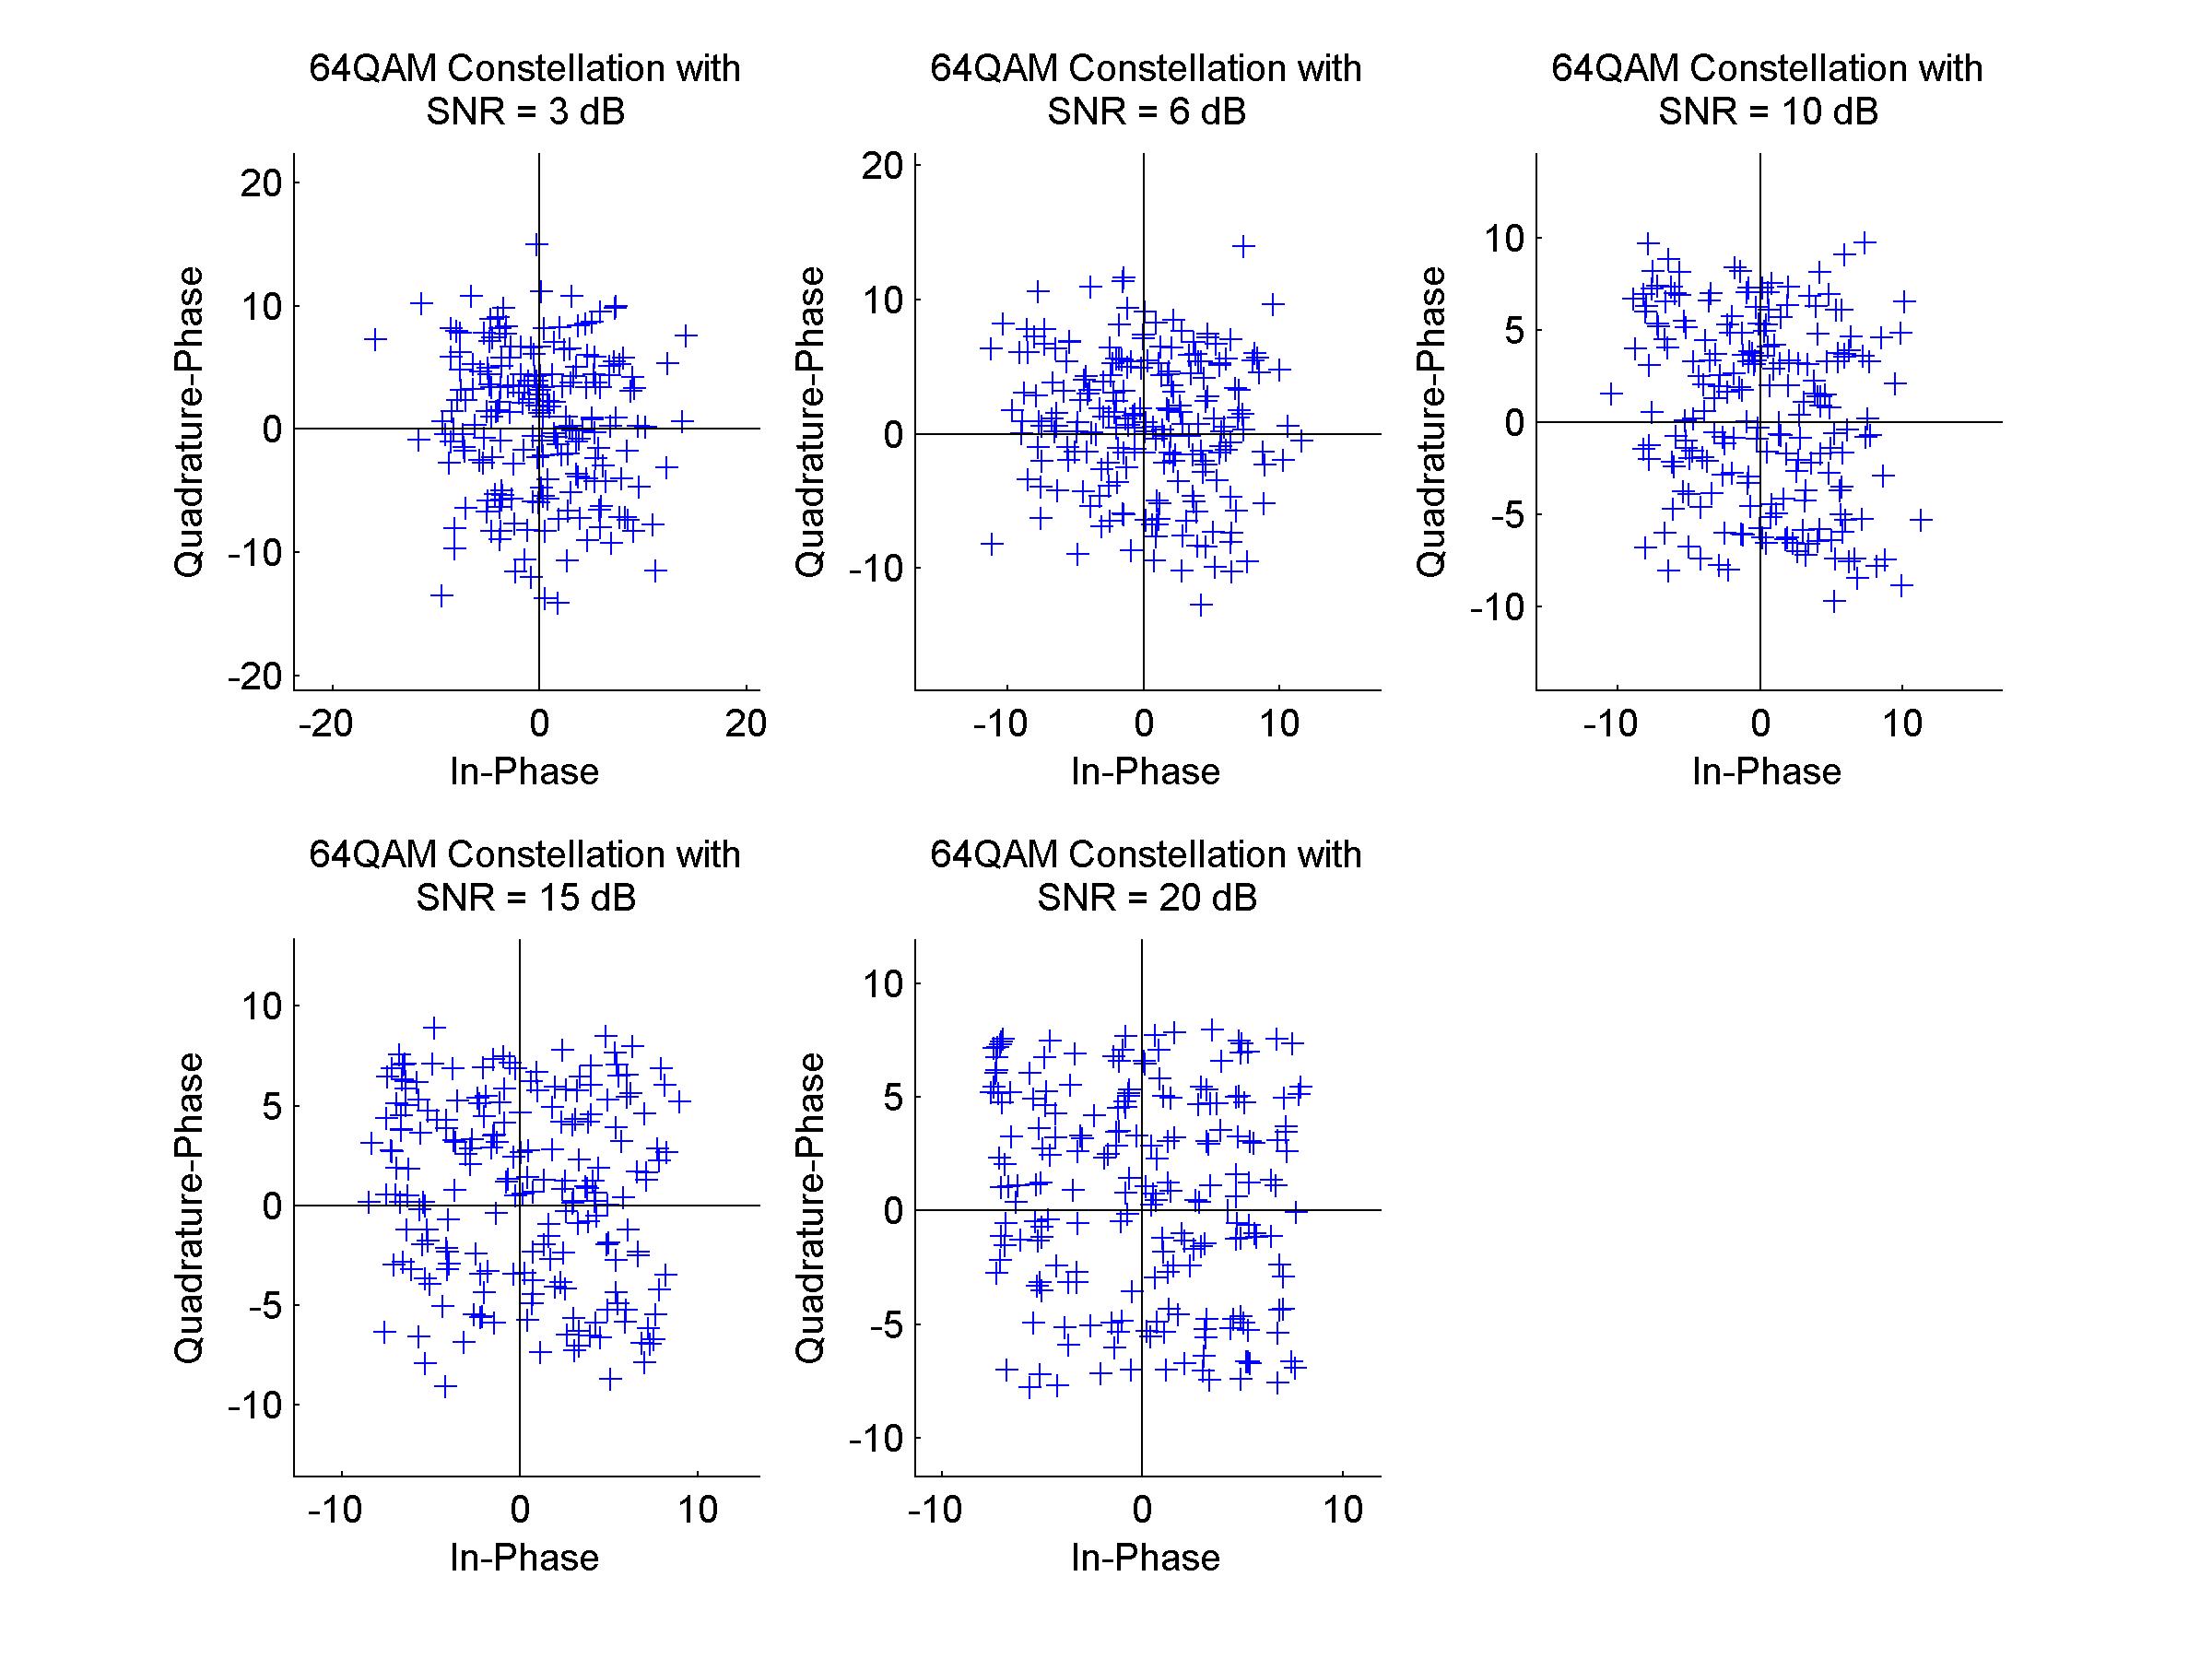 64QAM Constellation with
SNR = 3 dB
20
10
0
-10
-20
Quadrature-Phase
-20 0 20
In-Phase
64QAM Constellation with
SNR = 6 dB
20
10
0
-10
Quadrature-Phase
-10 0 10
In-Phase
64QAM Constellation with
SNR = 10 dB
10
5
0
-5
-10
Quadrature-Phase
-10 0 10
In-Phase
64QAM Constellation with
SNR = 15 dB
10
5
0
-5
-10
Quadrature-Phase
-10 0 10
In-Phase
64QAM Constellation with
SNR = 20 dB
10
5
0
-5
-10
Quadrature-Phase
-10 0 10
In-Phase